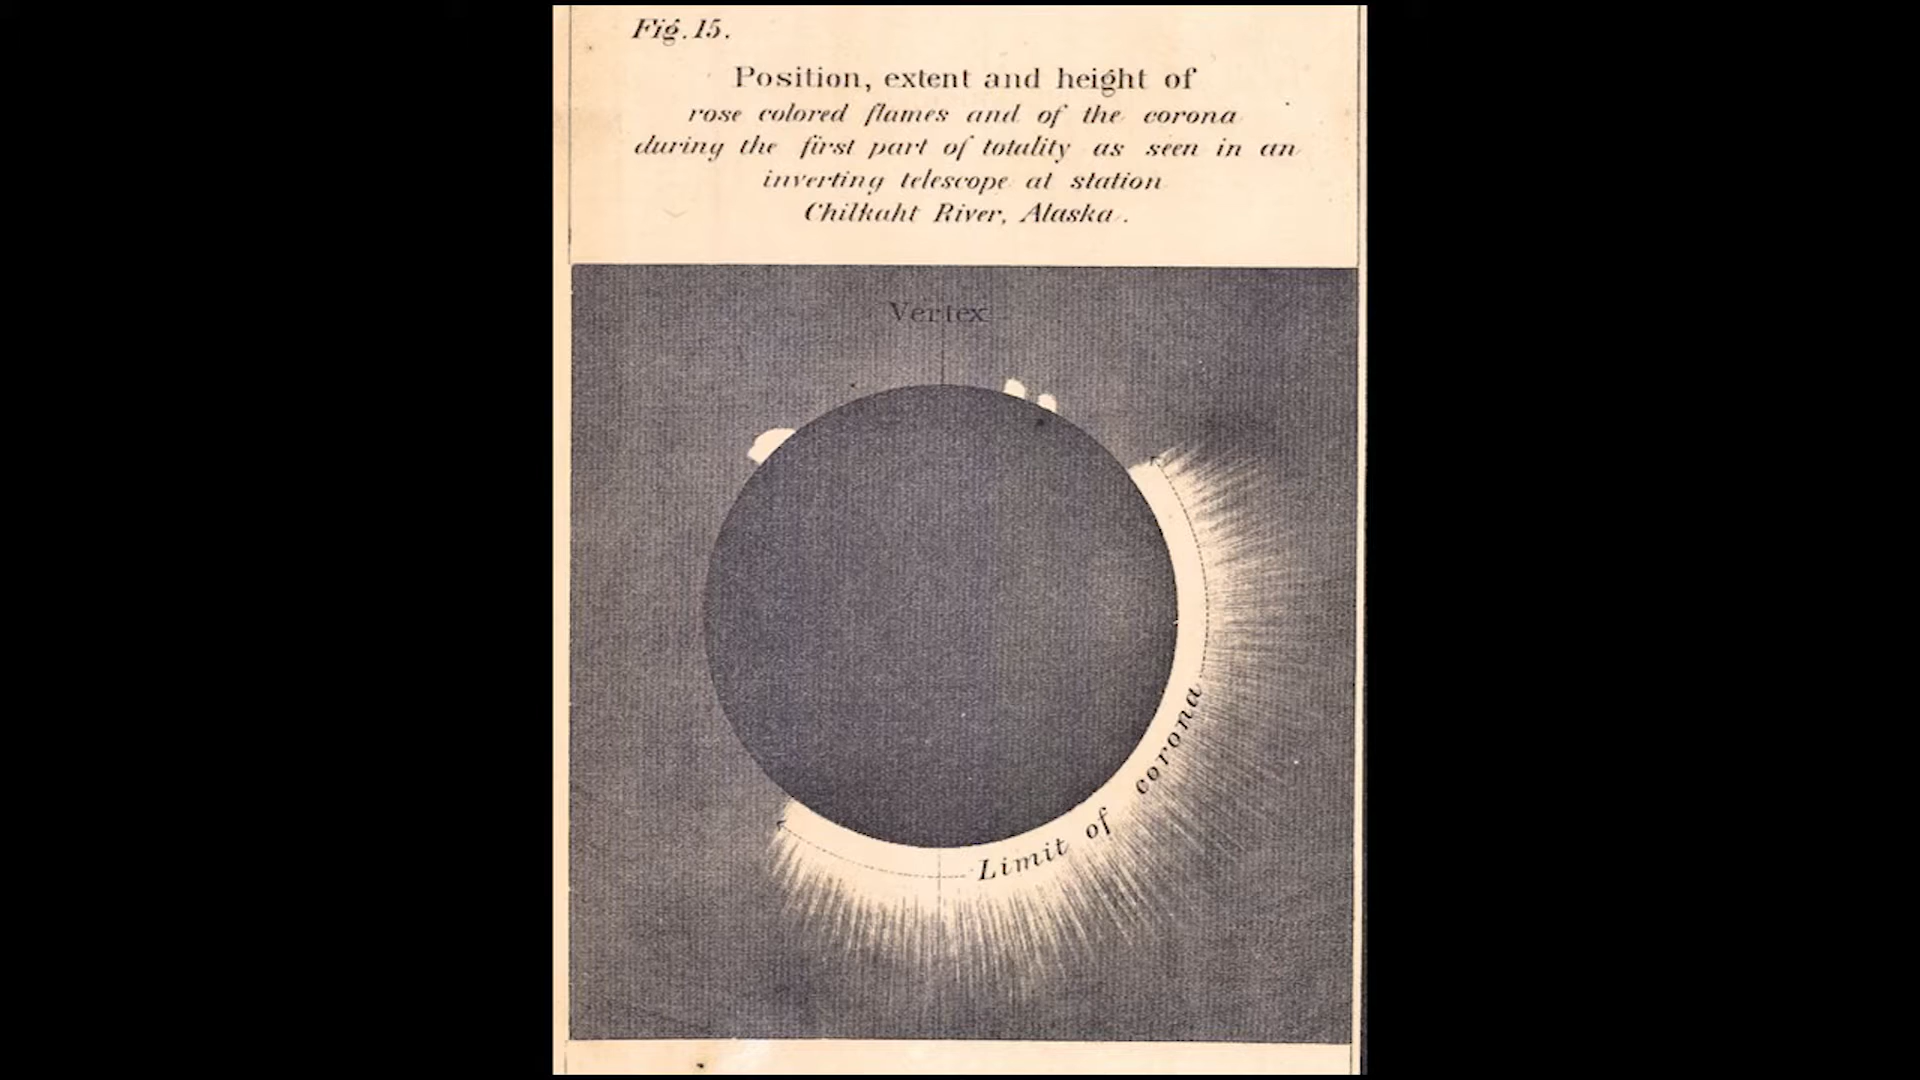 Fig. 15.
Position, extent and height of
rose colored flames and of the corona
during the first part of totality as seen in an
inverting telescope at station
Chilkaht River, Alaska.
Vertex
Limit of corona